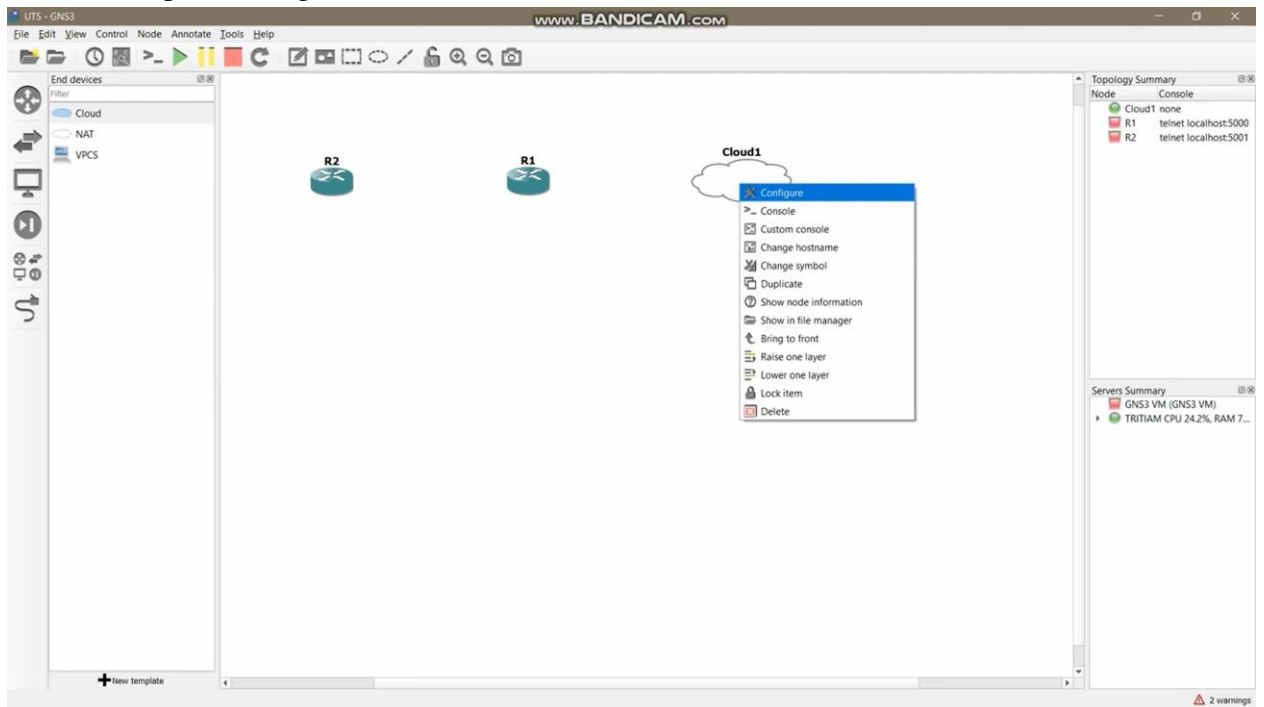 UTS - GNS3
WWW.BANDICAM.COM
File Edit View Control Node Annotate Tools Help
End devices
Filter
Cloud
NAT
VPCS
New template
R2
R1
Cloud1
Configure
Console
Custom console
Change hostname
Change symbol
Duplicate
Show node information
Show in file manager
Bring to front
Raise one layer
Lower one layer
Lock item
Delete
Topology Summary
Node Console
Cloud1 none
R1 telnet localhost:5000
R2 telnet localhost:5001
Servers Summary
GNS3 VM (GNS3 VM)
TRITIAM CPU 24.2%, RAM 7...
2 warnings